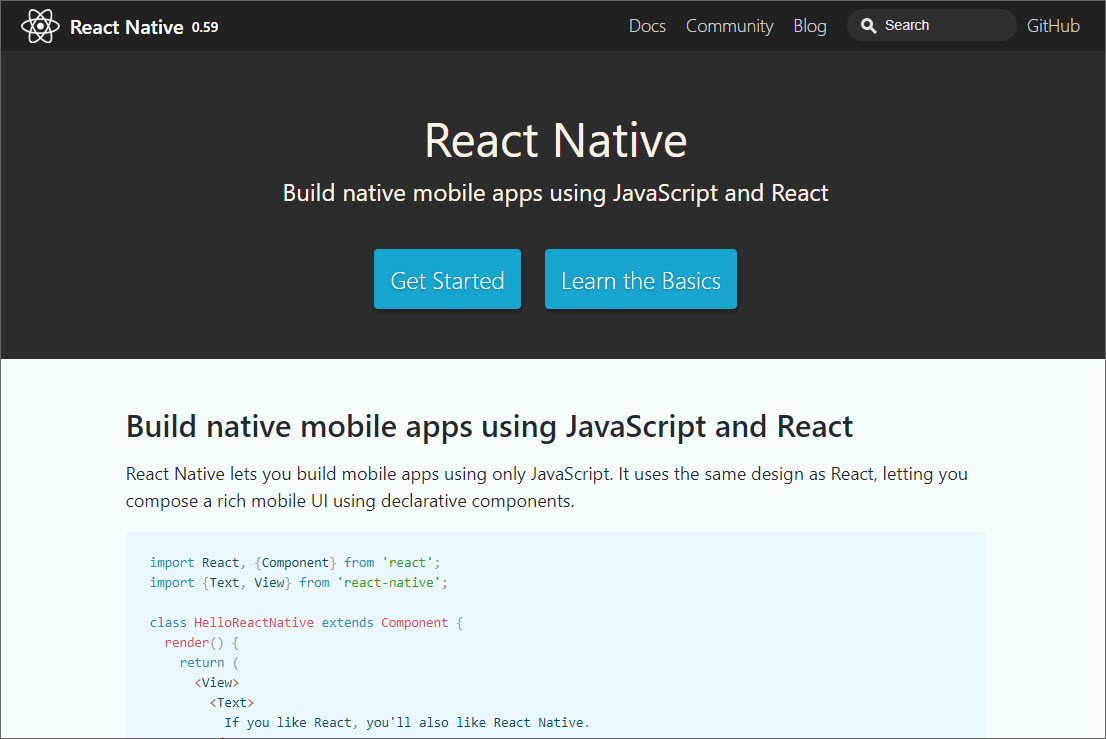 React Native 0.59 Docs Community Blog Search GitHub
React Native
Build native mobile apps using JavaScript and React
Get Started Learn the Basics
Build native mobile apps using JavaScript and React
React Native lets you build mobile apps using only JavaScript. It uses the same design as React, letting you
compose a rich mobile UI using declarative components.
import React, {Component} from 'react';
import {Text, View} from 'react-native';
class HelloReactNative extends Component {
render() {
return (
<View>
<Text>
If you like React, you'll also like React Native.